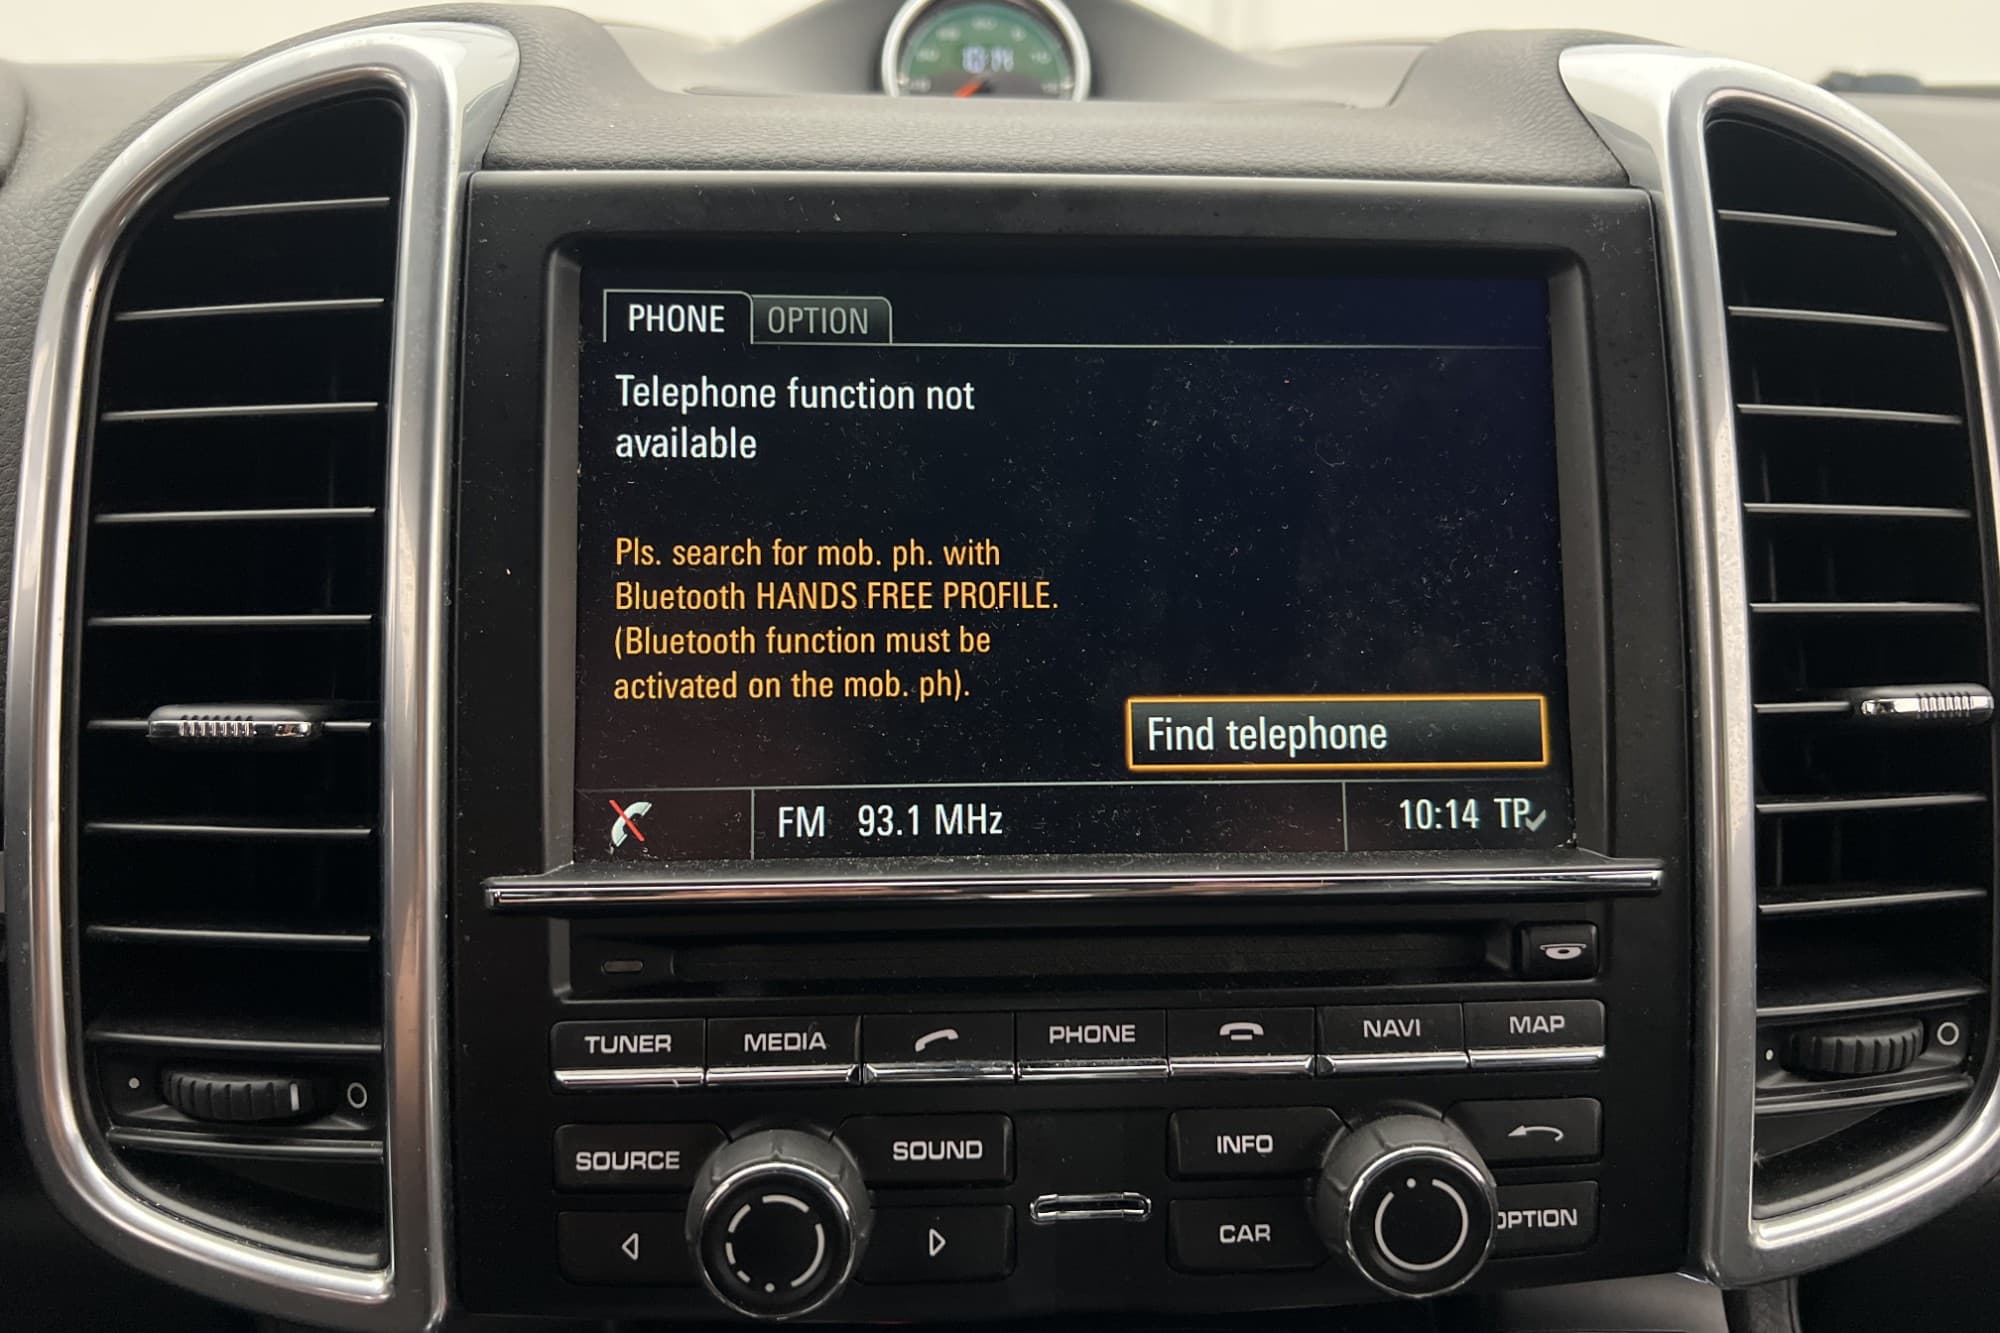 PHONE OPTION
Telephone function not
available
Pls. search for mob. ph. with
Bluetooth HANDS FREE PROFILE.
(Bluetooth function must be
activated on the mob. ph).
Find telephone
FM 93.1 MHz 10:14 TP
TUNER MEDIA PHONE NAVI MAP
SOURCE SOUND INFO
CAR OPTION